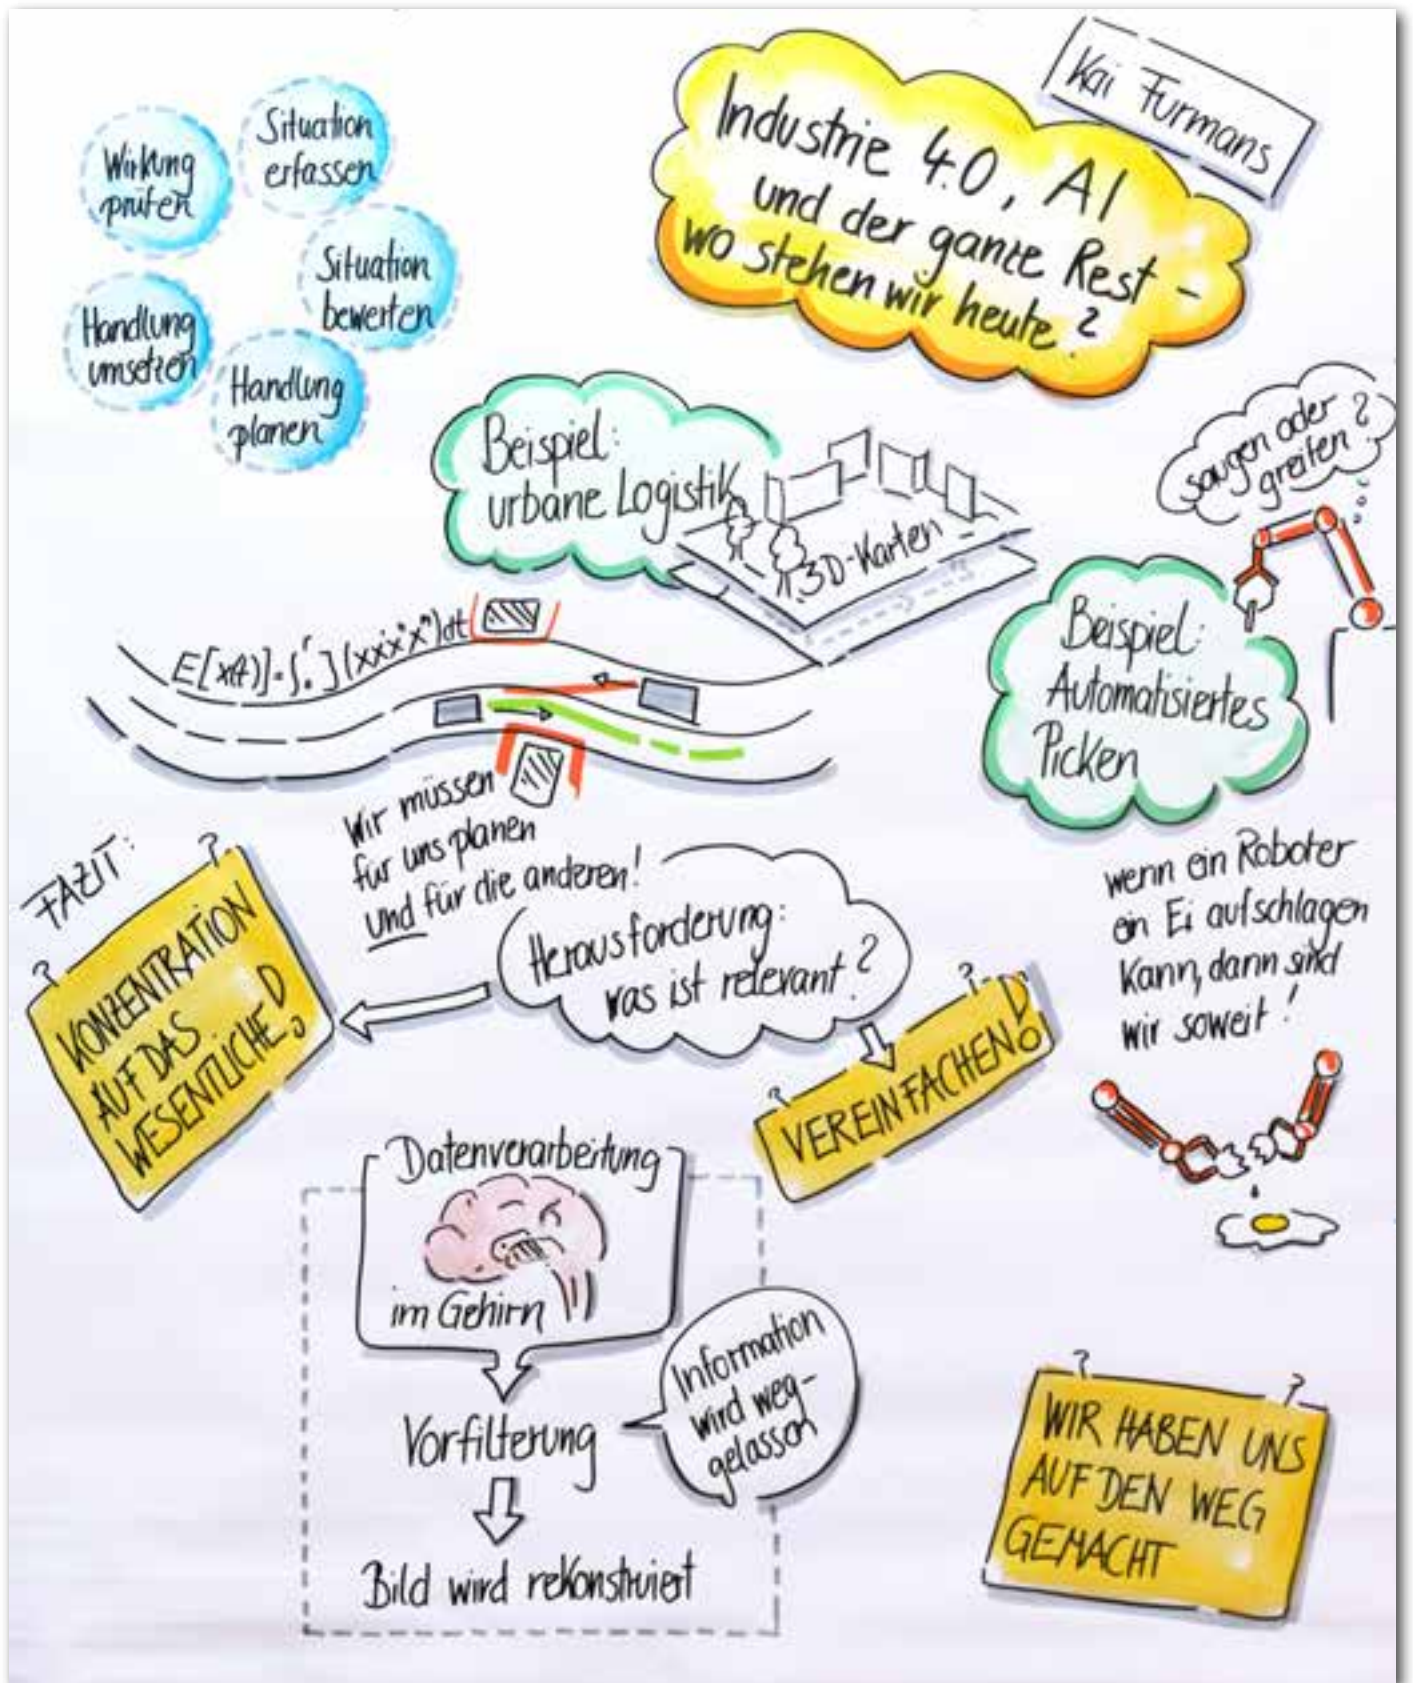 Kai Furmans
Industrie 4.0, AI
und der ganze Rest -
wo stehen wir heute?
Situation
erfassen
Situation
bewerten
Handlung
planen
Handlung
umsetzen
Wirkung
prüfen
Beispiel:
urbane Logistik
3D-Karten
Wir müssen
für uns planen
und für die anderen!
saugen oder
greifen?
Beispiel:
Automatisiertes
Picken
wenn ein Roboter
ein Ei aufschlagen
kann, dann sind
wir soweit!
Herausforderung:
was ist relevant?
FAZIT:
KONZENTRATION
AUF DAS
WESENTLICHE!
VEREINFACHEN!
Datenverarbeitung
im Gehirn
Vorfilterung
Information
wird weg-
gelassen
Bild wird rekonstruiert
WIR HABEN UNS
AUF DEN WEG
GEMACHT